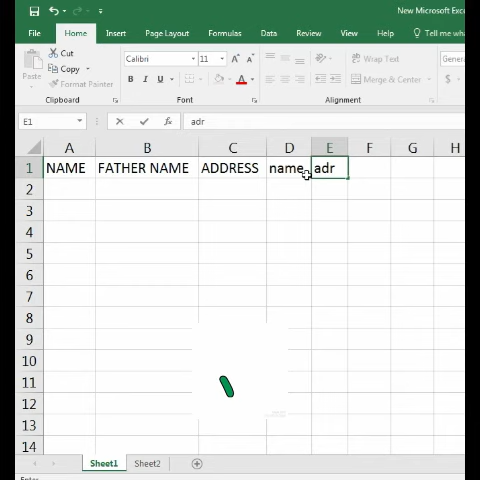 New Microsoft Exce
File Home Insert Page Layout Formulas Data Review View Help Tell me wha
Cut
Copy
Format Painter
Paste
Calibri 11
B I U
Wrap Text
Merge & Center
Genera
$
Clipboard Font Alignment
E1 fx adr
A B C D E F G H
1 NAME FATHER NAME ADDRESS name adr
2
3
4
5
6
7
8
9
10
11
12
13
14
Sheet1 Sheet2